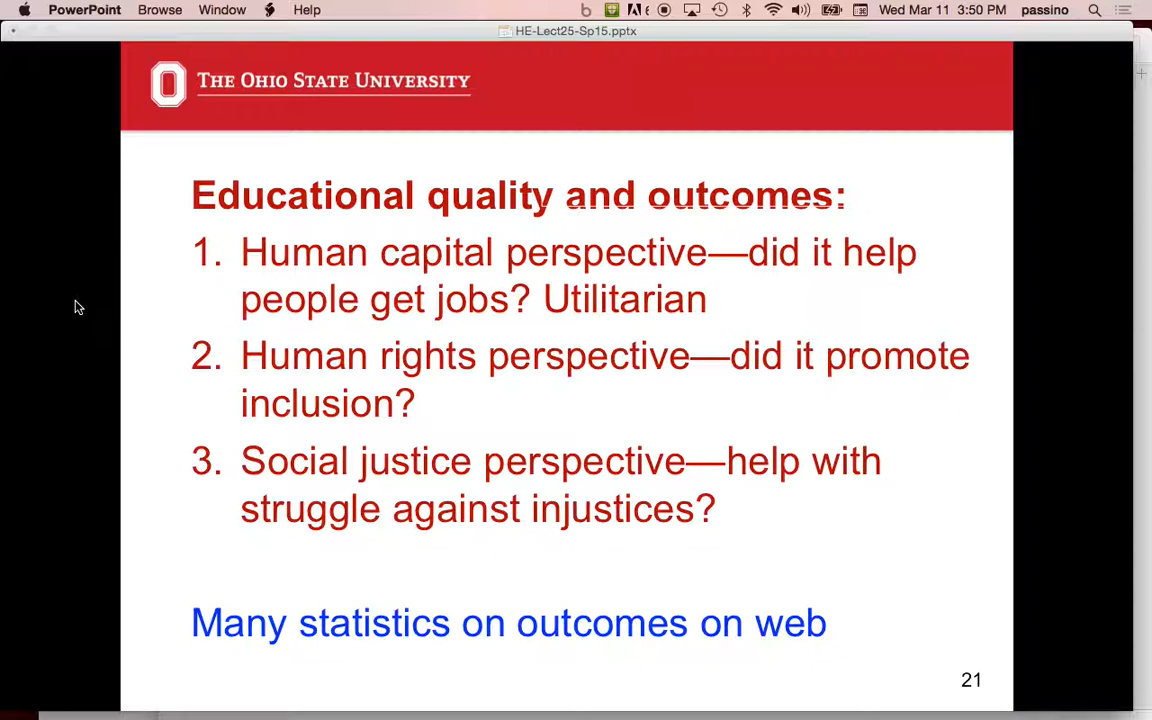 PowerPoint Browse Window Help Wed Mar 11 3:50 PM passino
HE-Lect25-Sp15.pptx
THE OHIO STATE UNIVERSITY
Educational quality and outcomes:
1. Human capital perspective—did it help
people get jobs? Utilitarian
2. Human rights perspective—did it promote
inclusion?
3. Social justice perspective—help with
struggle against injustices?
Many statistics on outcomes on web
21